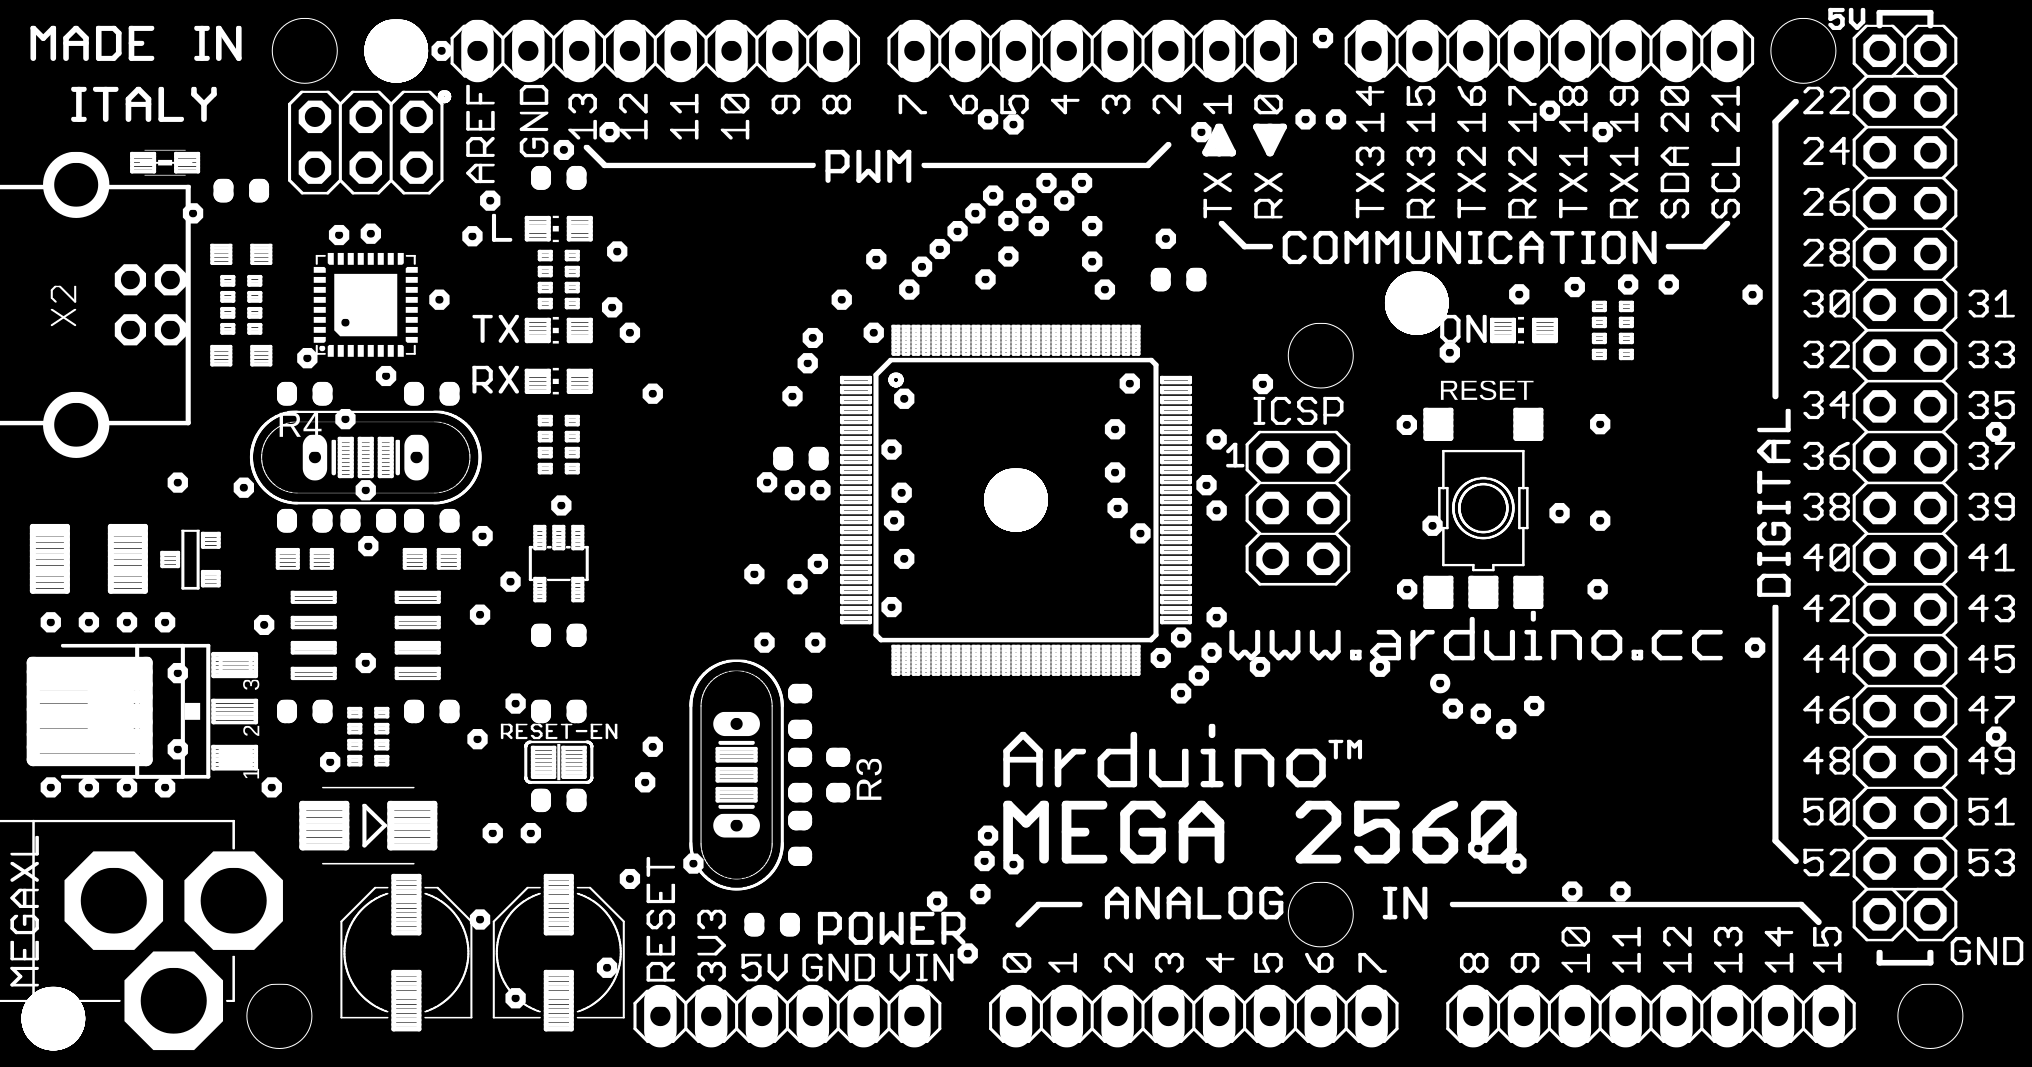 MADE IN
ITALY
AREF
GND
13
12
11
10
9
8
7
6
5
4
3
2
1
0
PWM
TX
RX
TX3 14
RX3 15
TX2 16
RX2 17
TX1 18
RX1 19
SDA 20
SCL 21
COMMUNICATION
5V
22
24
26
28
30 31
32 33
34 35
36 37
38 39
40 41
42 43
44 45
46 47
48 49
50 51
52 53
GND
DIGITAL
X2
L
TX
RX
R4
ON
RESET
ICSP
1
www.arduino.cc
3
2
1
RESET-EN
R3
Arduino™
MEGA 2560
MEGAXL
RESET
3V3
5V GND VIN
POWER
ANALOG IN
0
1
2
3
4
5
6
7
8
9
10
11
12
13
14
15